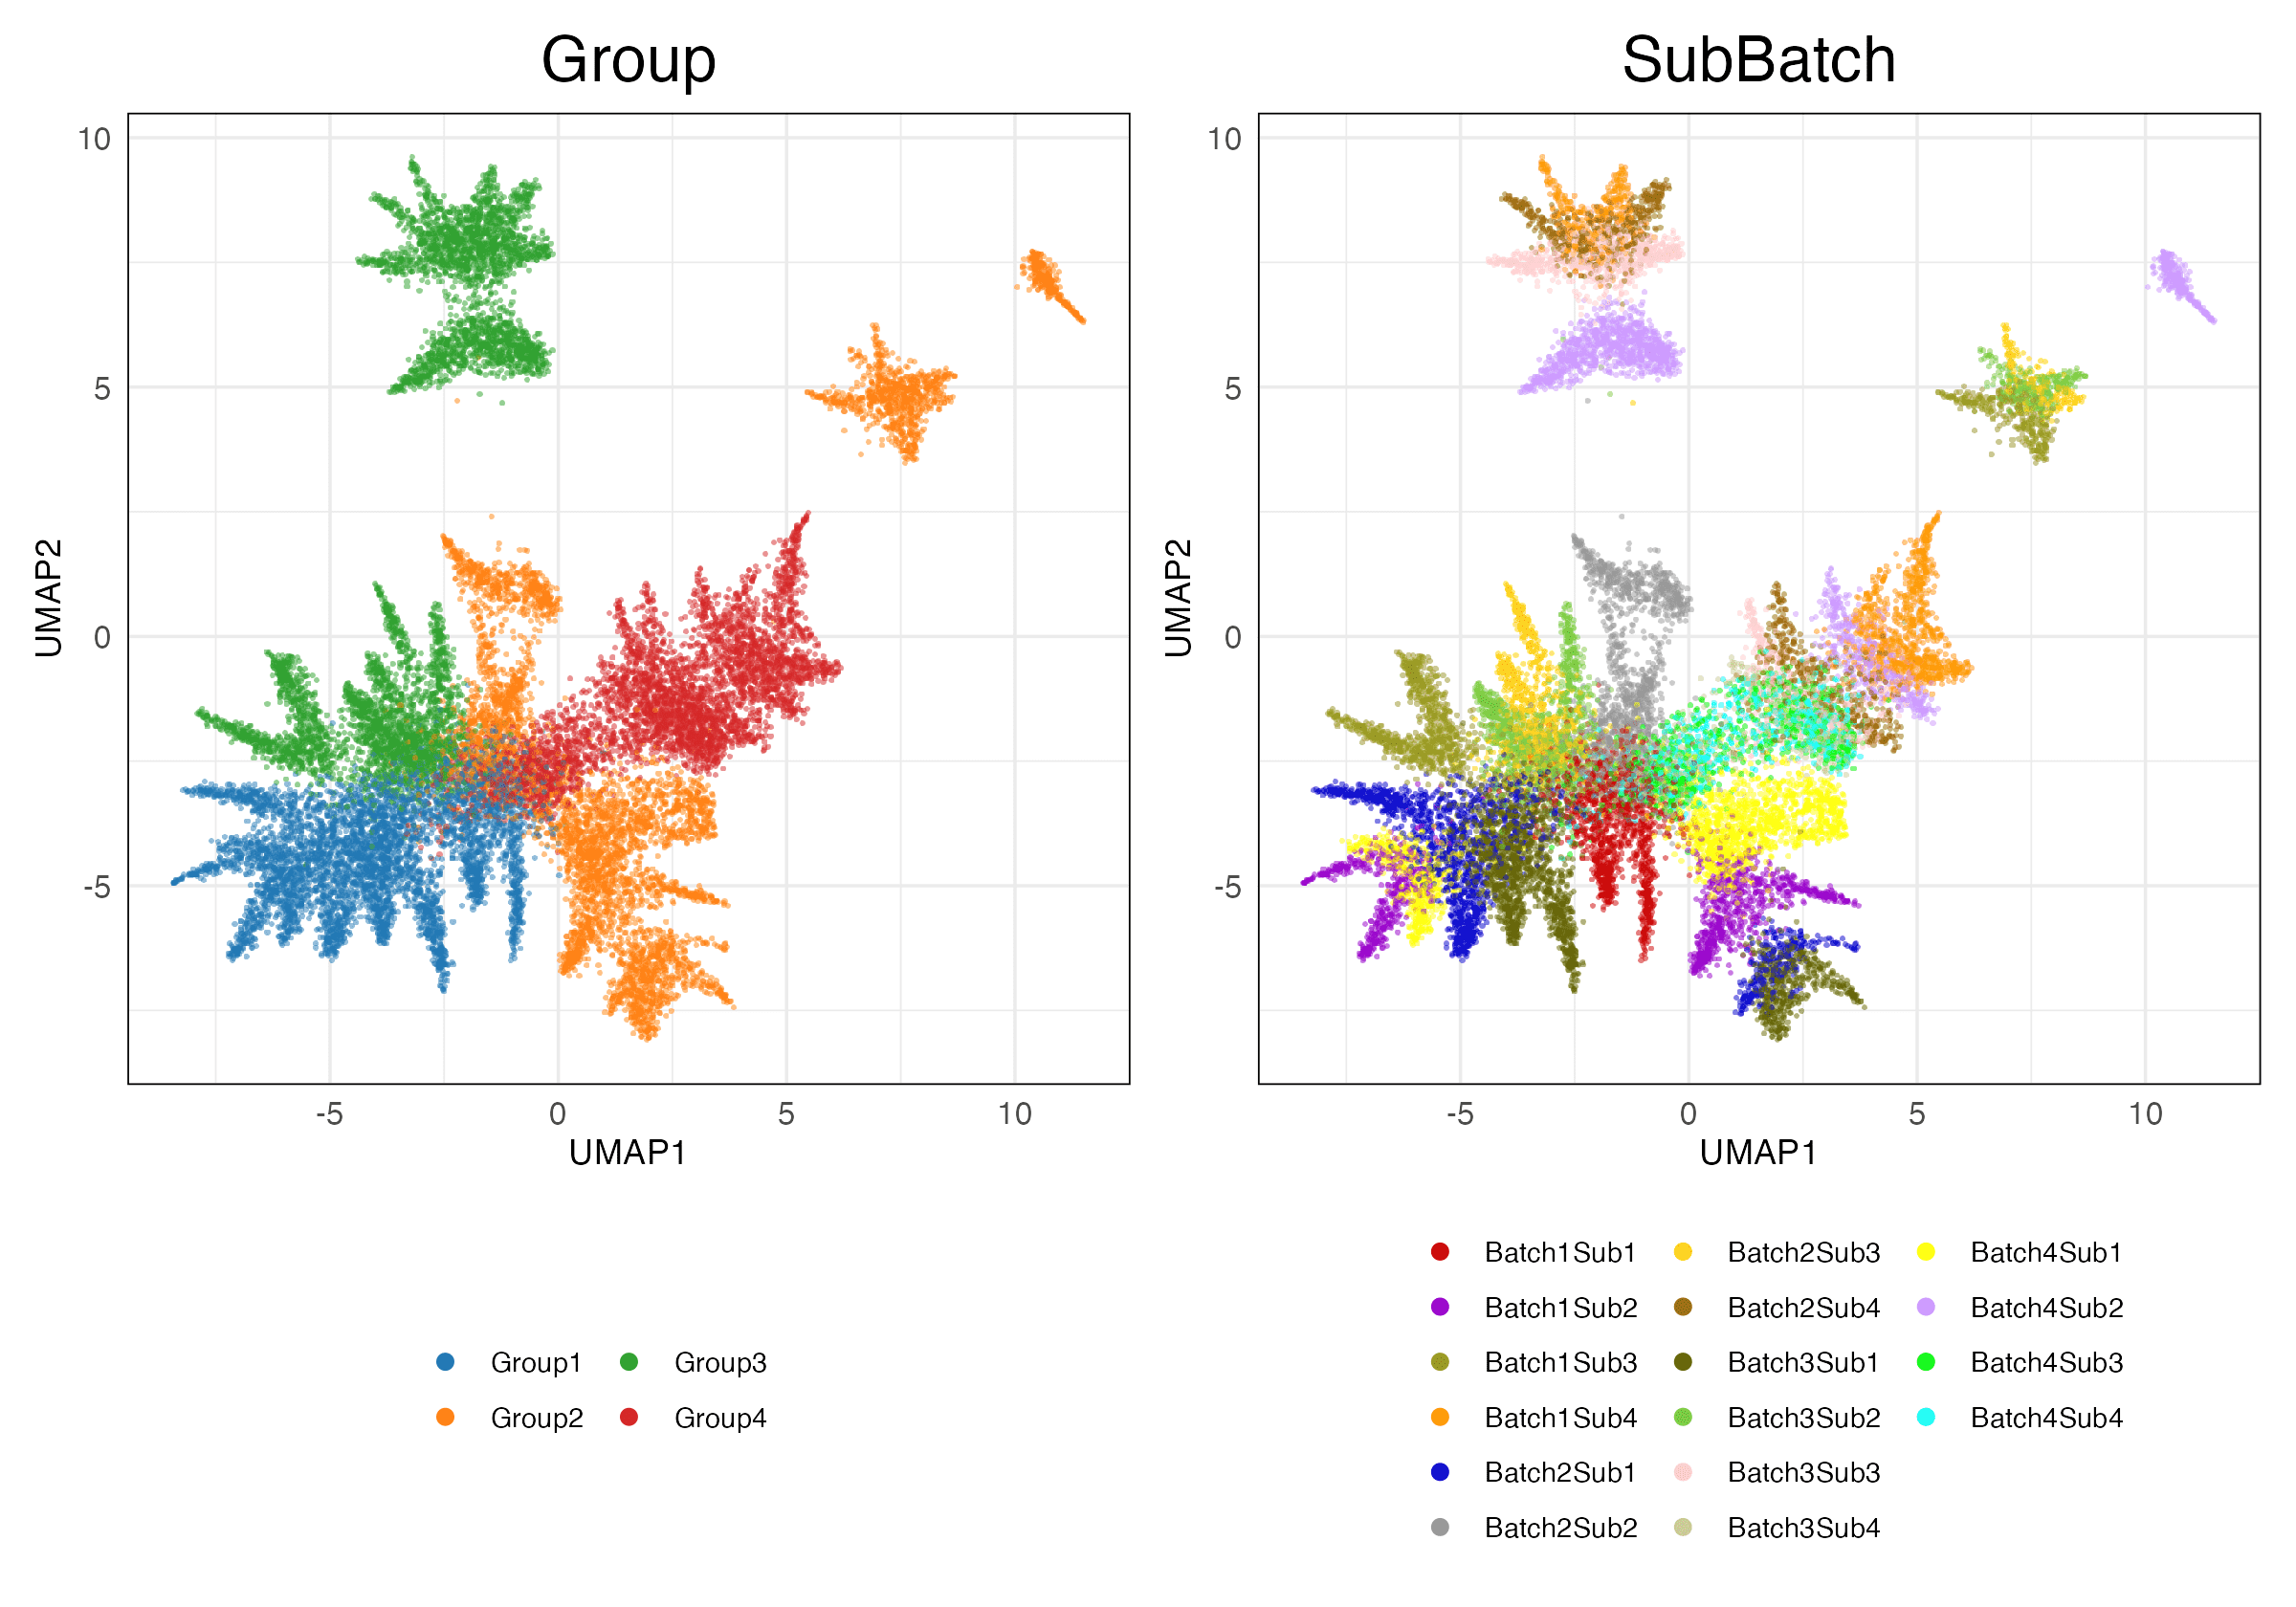 Group
SubBatch
10
5
0
-5
UMAP2
-5 0 5 10
UMAP1
10
5
0
-5
UMAP2
-5 0 5 10
UMAP1
Group1 Group3
Group2 Group4
Batch1Sub1 Batch2Sub3 Batch4Sub1
Batch1Sub2 Batch2Sub4 Batch4Sub2
Batch1Sub3 Batch3Sub1 Batch4Sub3
Batch1Sub4 Batch3Sub2 Batch4Sub4
Batch2Sub1 Batch3Sub3
Batch2Sub2 Batch3Sub4